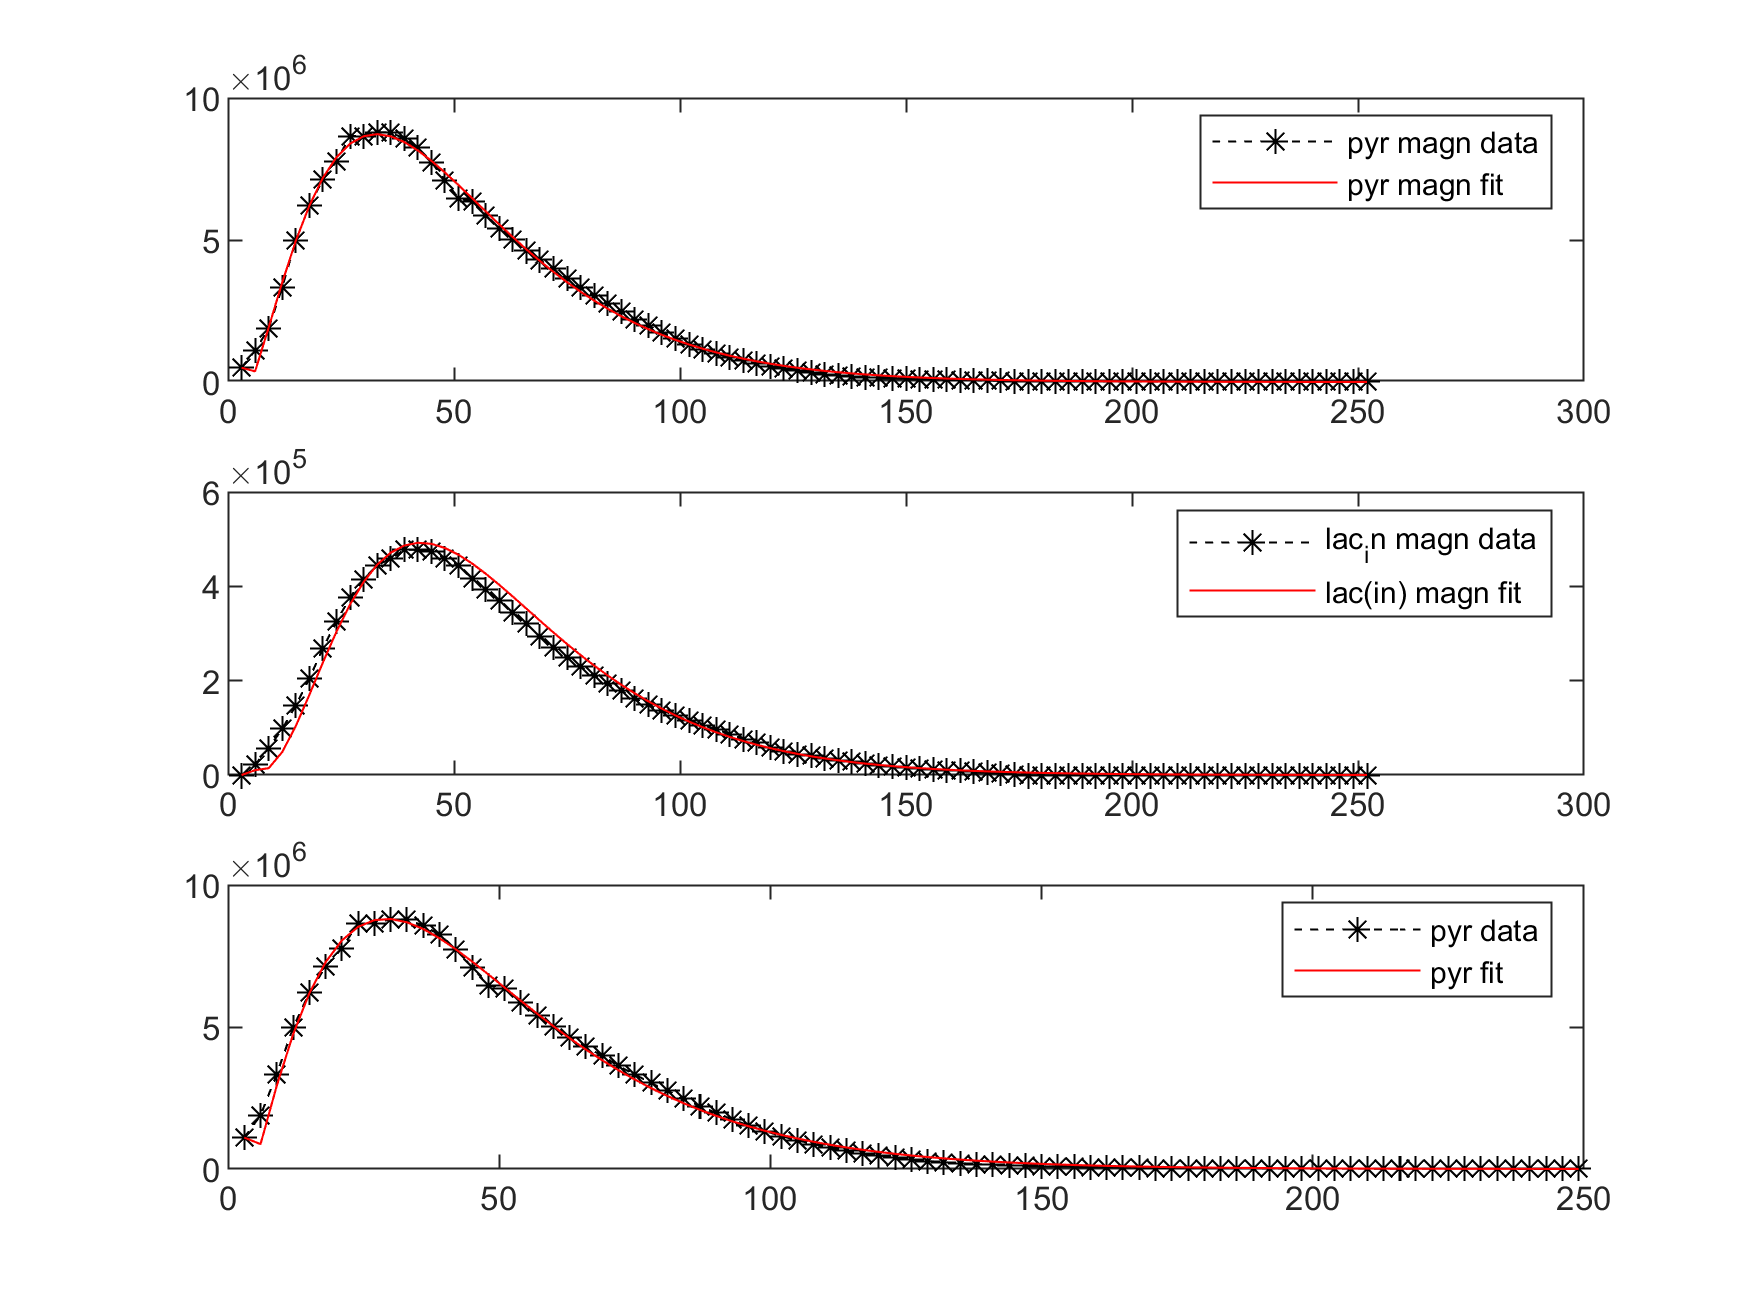 ×10^6
10
5
0
0 50 100 150 200 250 300
pyr magn data
pyr magn fit
×10^5
6
4
2
0
0 50 100 150 200 250 300
lac_in magn data
lac(in) magn fit
×10^6
10
5
0
0 50 100 150 200 250
pyr data
pyr fit